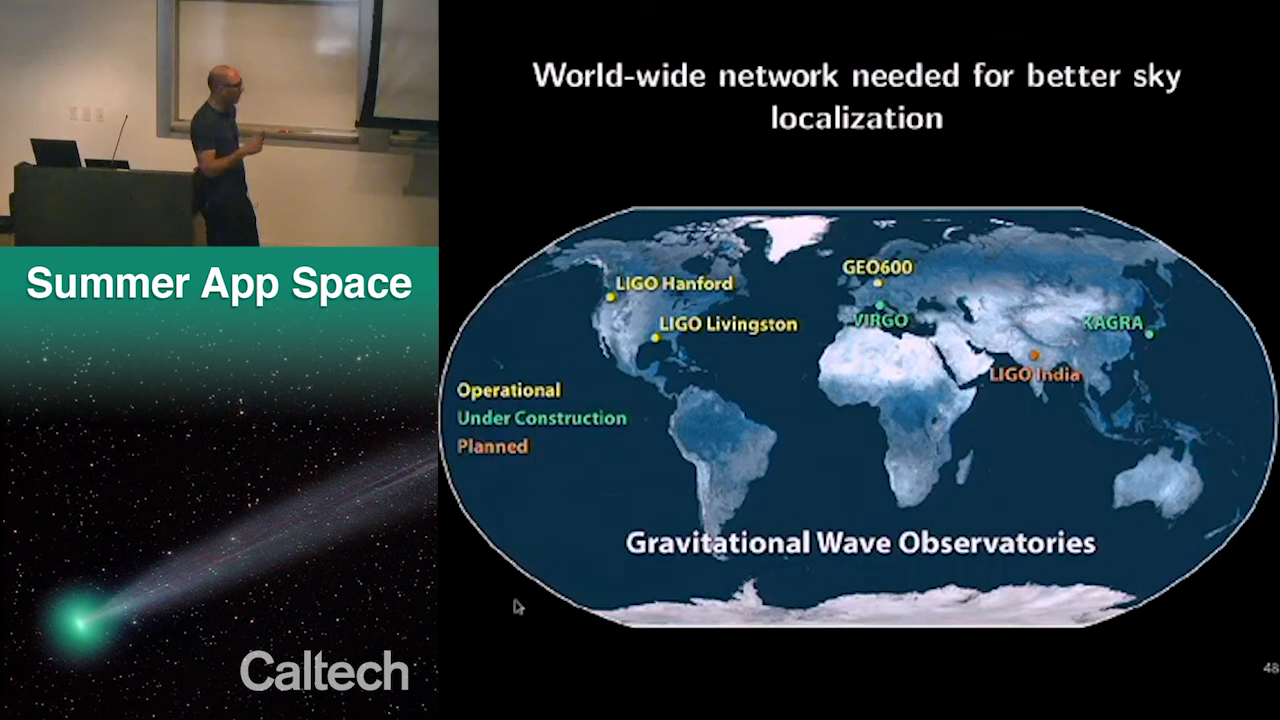 World-wide network needed for better sky
localization
Summer App Space
GEO600
LIGO Hanford
VIRGO
KAGRA
LIGO Livingston
LIGO India
Operational
Under Construction
Planned
Gravitational Wave Observatories
Caltech
48